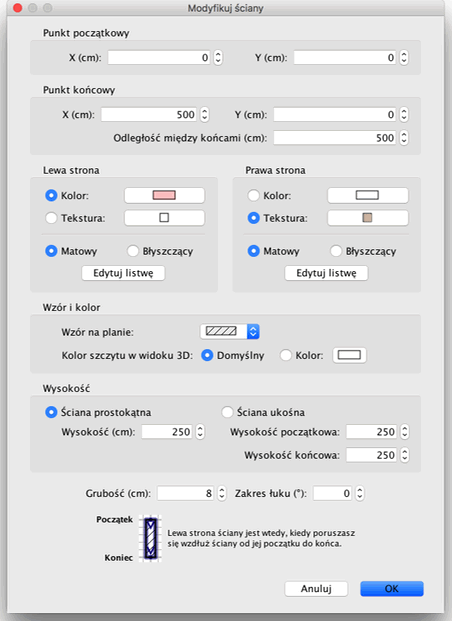 Modyfikuj ściany
Punkt początkowy
X (cm): 0 Y (cm): 0
Punkt końcowy
X (cm): 500 Y (cm): 0
Odległość między końcami (cm): 500
Lewa strona
Kolor:
Tekstura:
Matowy Błyszczący
Edytuj listwę
Prawa strona
Kolor:
Tekstura:
Matowy Błyszczący
Edytuj listwę
Wzór i kolor
Wzór na planie:
Kolor szczytu w widoku 3D: Domyślny Kolor:
Wysokość
Ściana prostokątna Ściana ukośna
Wysokość (cm): 250 Wysokość początkowa: 250
Wysokość końcowa: 250
Grubość (cm): 8 Zakres łuku (°): 0
Początek
Koniec
Lewa strona ściany jest wtedy, kiedy poruszasz
się wzdłuż ściany od jej początku do końca.
Anuluj OK